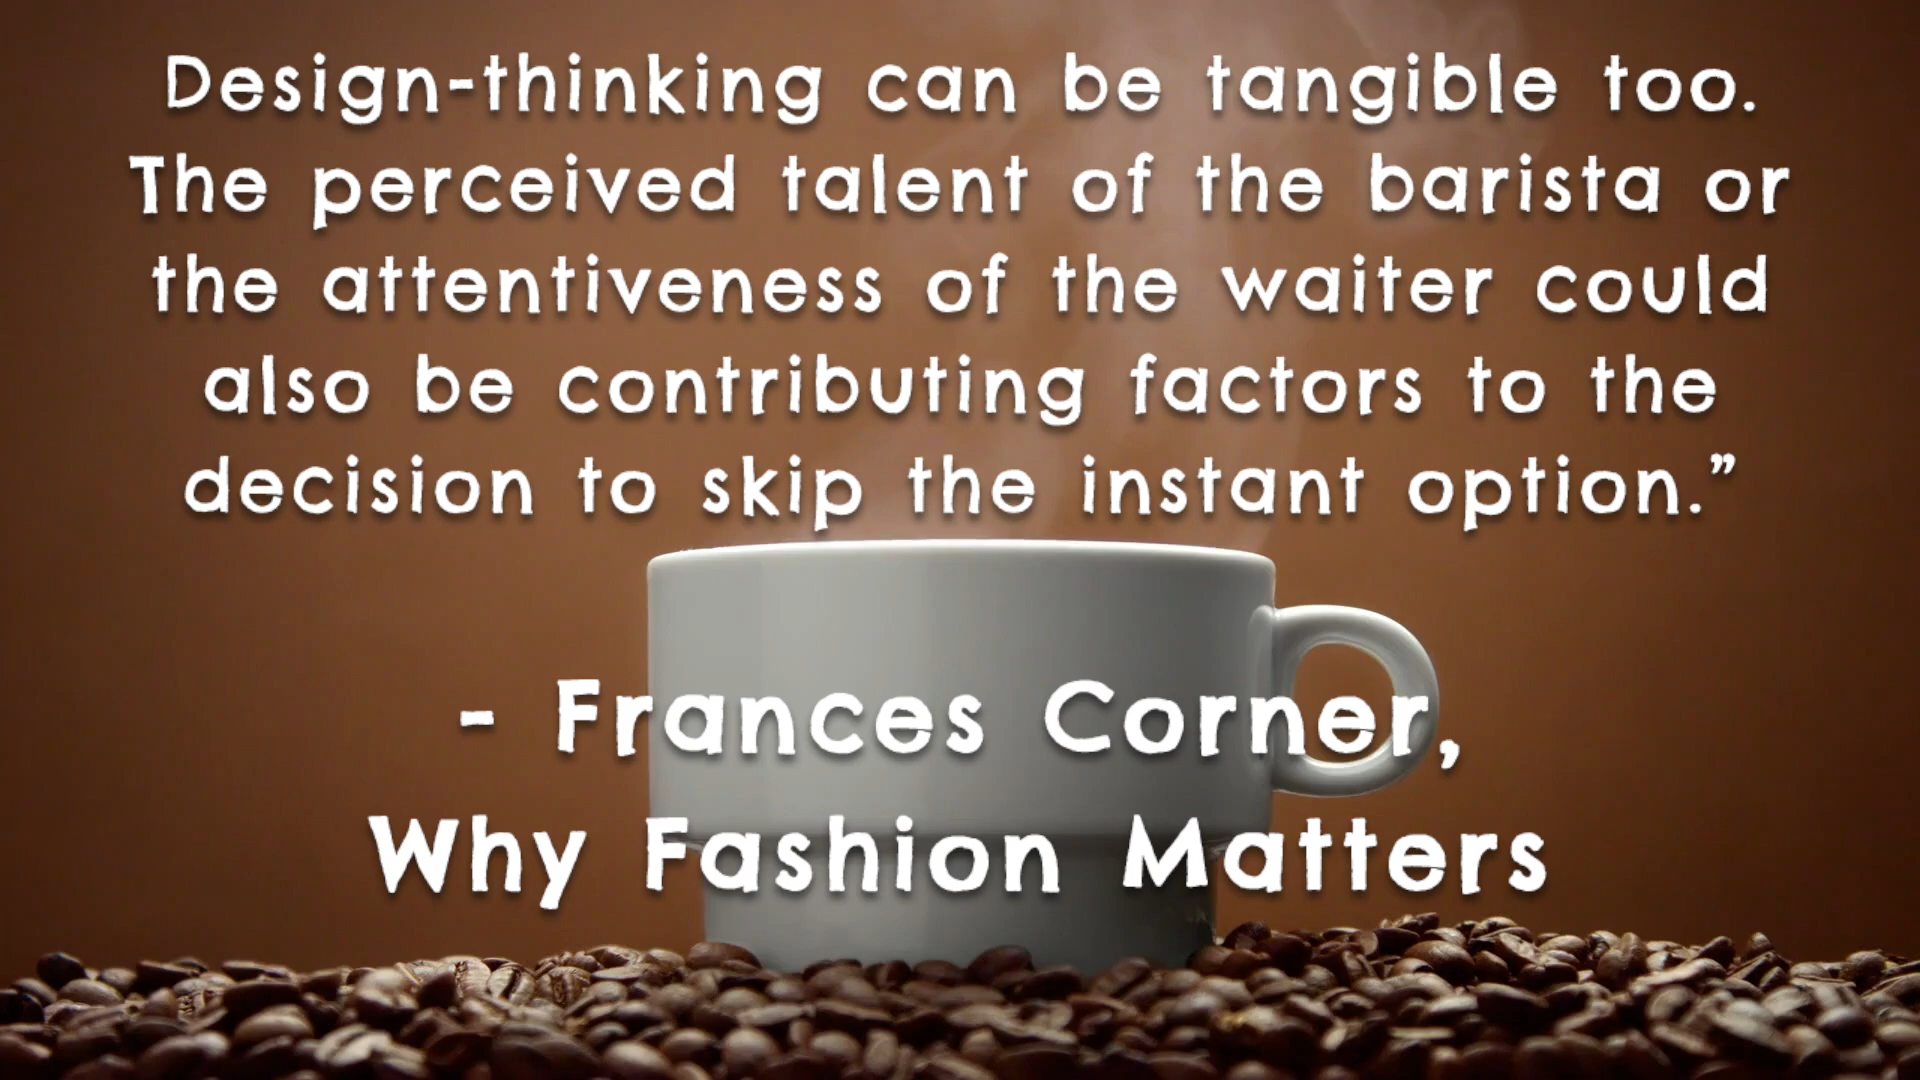 Design-thinking can be tangible too.
The perceived talent of the barista or
the attentiveness of the waiter could
also be contributing factors to the
decision to skip the instant option.”
- Frances Corner,
Why Fashion Matters